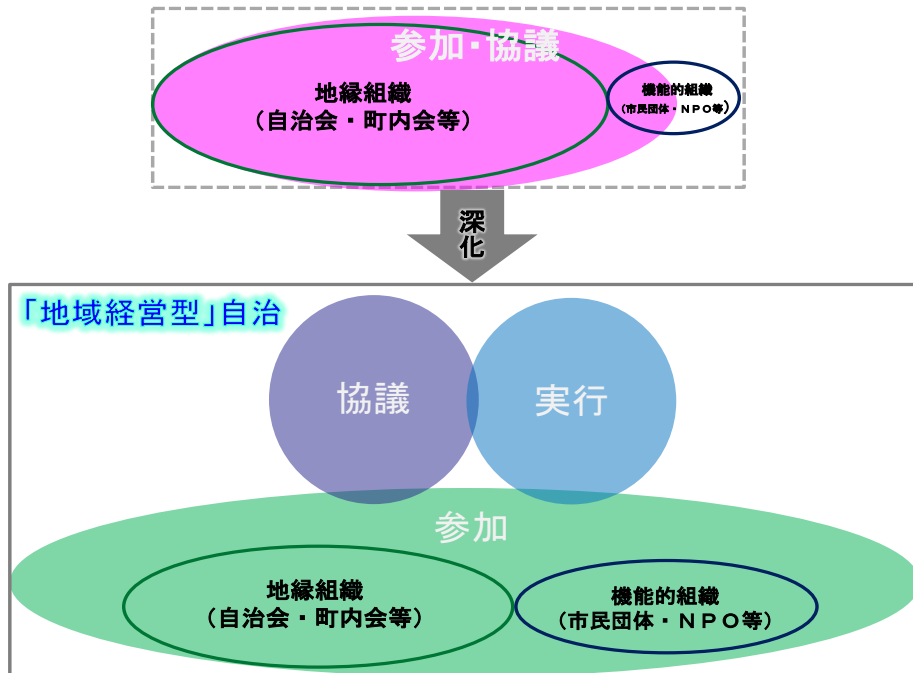 参加・協議
地縁組織
（自治会・町内会等）
機能的組織
（市民団体・ＮＰＯ等）
深化
「地域経営型」自治
協議
実行
参加
地縁組織
（自治会・町内会等）
機能的組織
（市民団体・ＮＰＯ等）